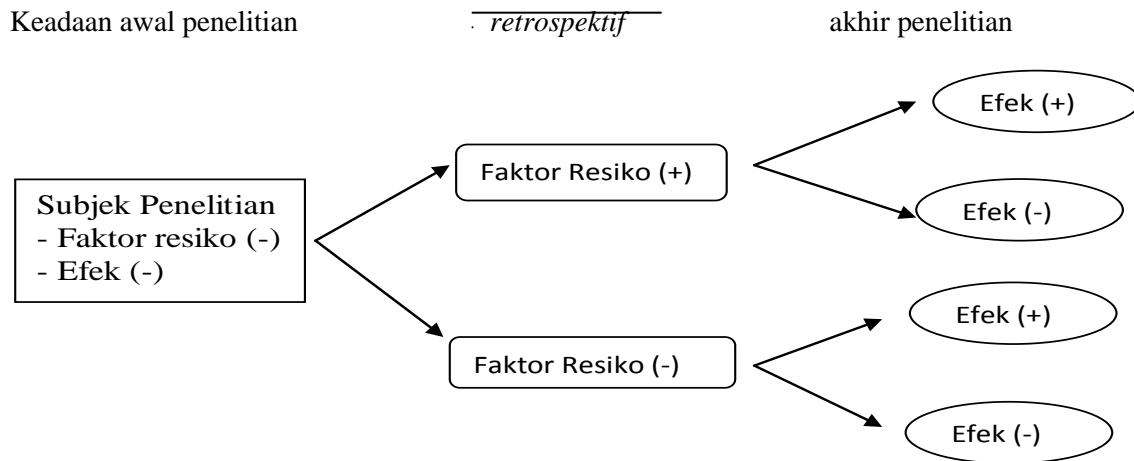 Keadaan awal penelitian retrospektif akhir penelitian
Efek (+)
Faktor Resiko (+)
Subjek Penelitian
- Faktor resiko (-)
- Efek (-)
Efek (-)
Efek (+)
Faktor Resiko (-)
Efek (-)